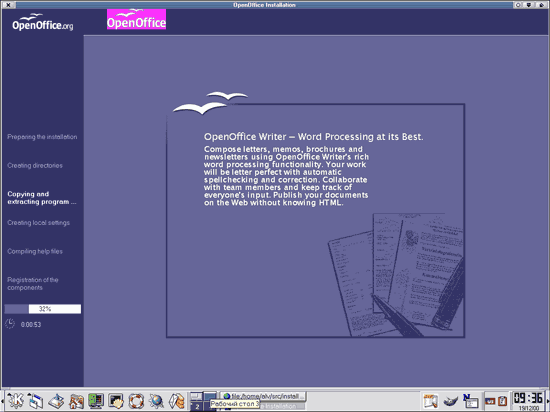 OpenOffice Installation
OpenOffice.org
OpenOffice
Preparing the installation
Creating directories
Copying and
extracting program ...
Creating local settings
Compiling help files
Registration of the
components
32%
0:00:53
OpenOffice Writer – Word Processing at its Best.
Compose letters, memos, brochures and
newsletters using OpenOffice Writer's rich
word processing functionality. Your work
will be letter perfect with automatic
spellchecking and correction. Collaborate
with team members and keep track of
everyone's input. Publish your documents
on the Web without knowing HTML.
file:/home/alv/src/install
Рабочий стол 3
Installation
2
09:36
19/12/00